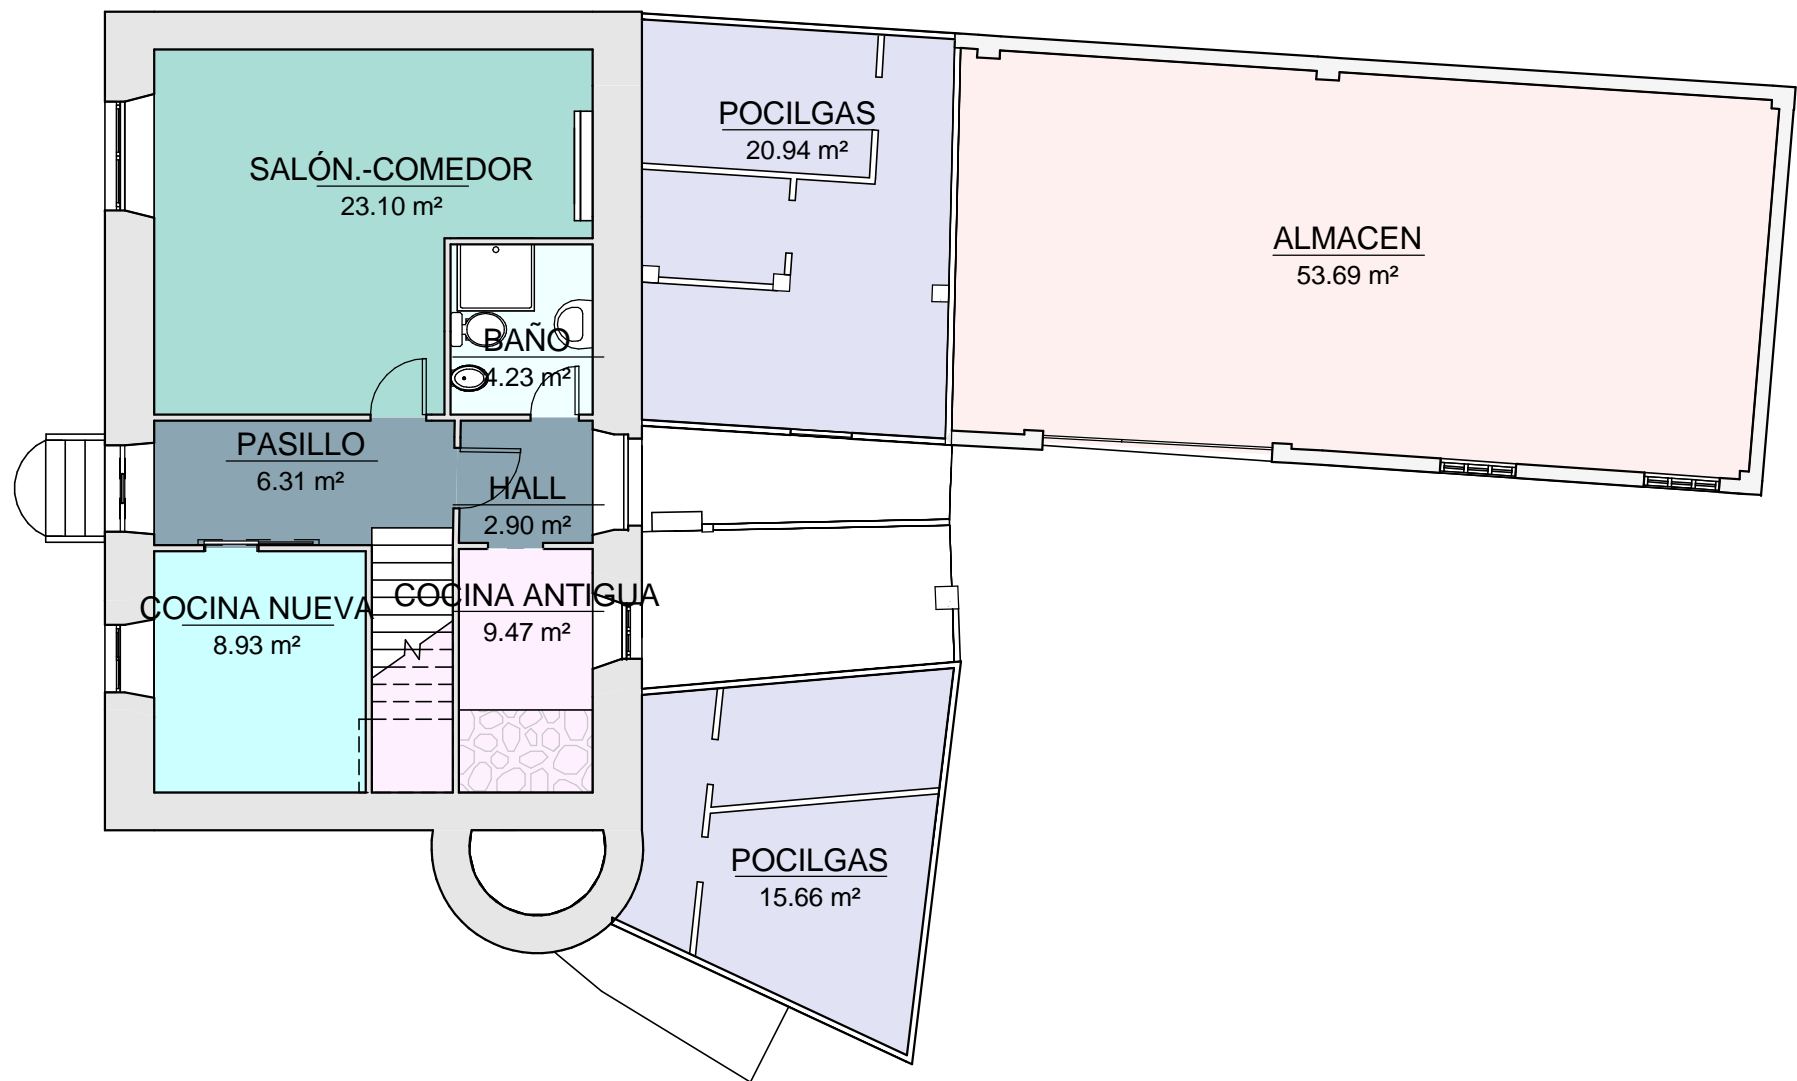 POCILGAS
20.94 m²
SALÓN.-COMEDOR
23.10 m²
ALMACEN
53.69 m²
BAÑO
4.23 m²
PASILLO
6.31 m²
HALL
2.90 m²
COCINA NUEVA
8.93 m²
COCINA ANTIGUA
9.47 m²
POCILGAS
15.66 m²